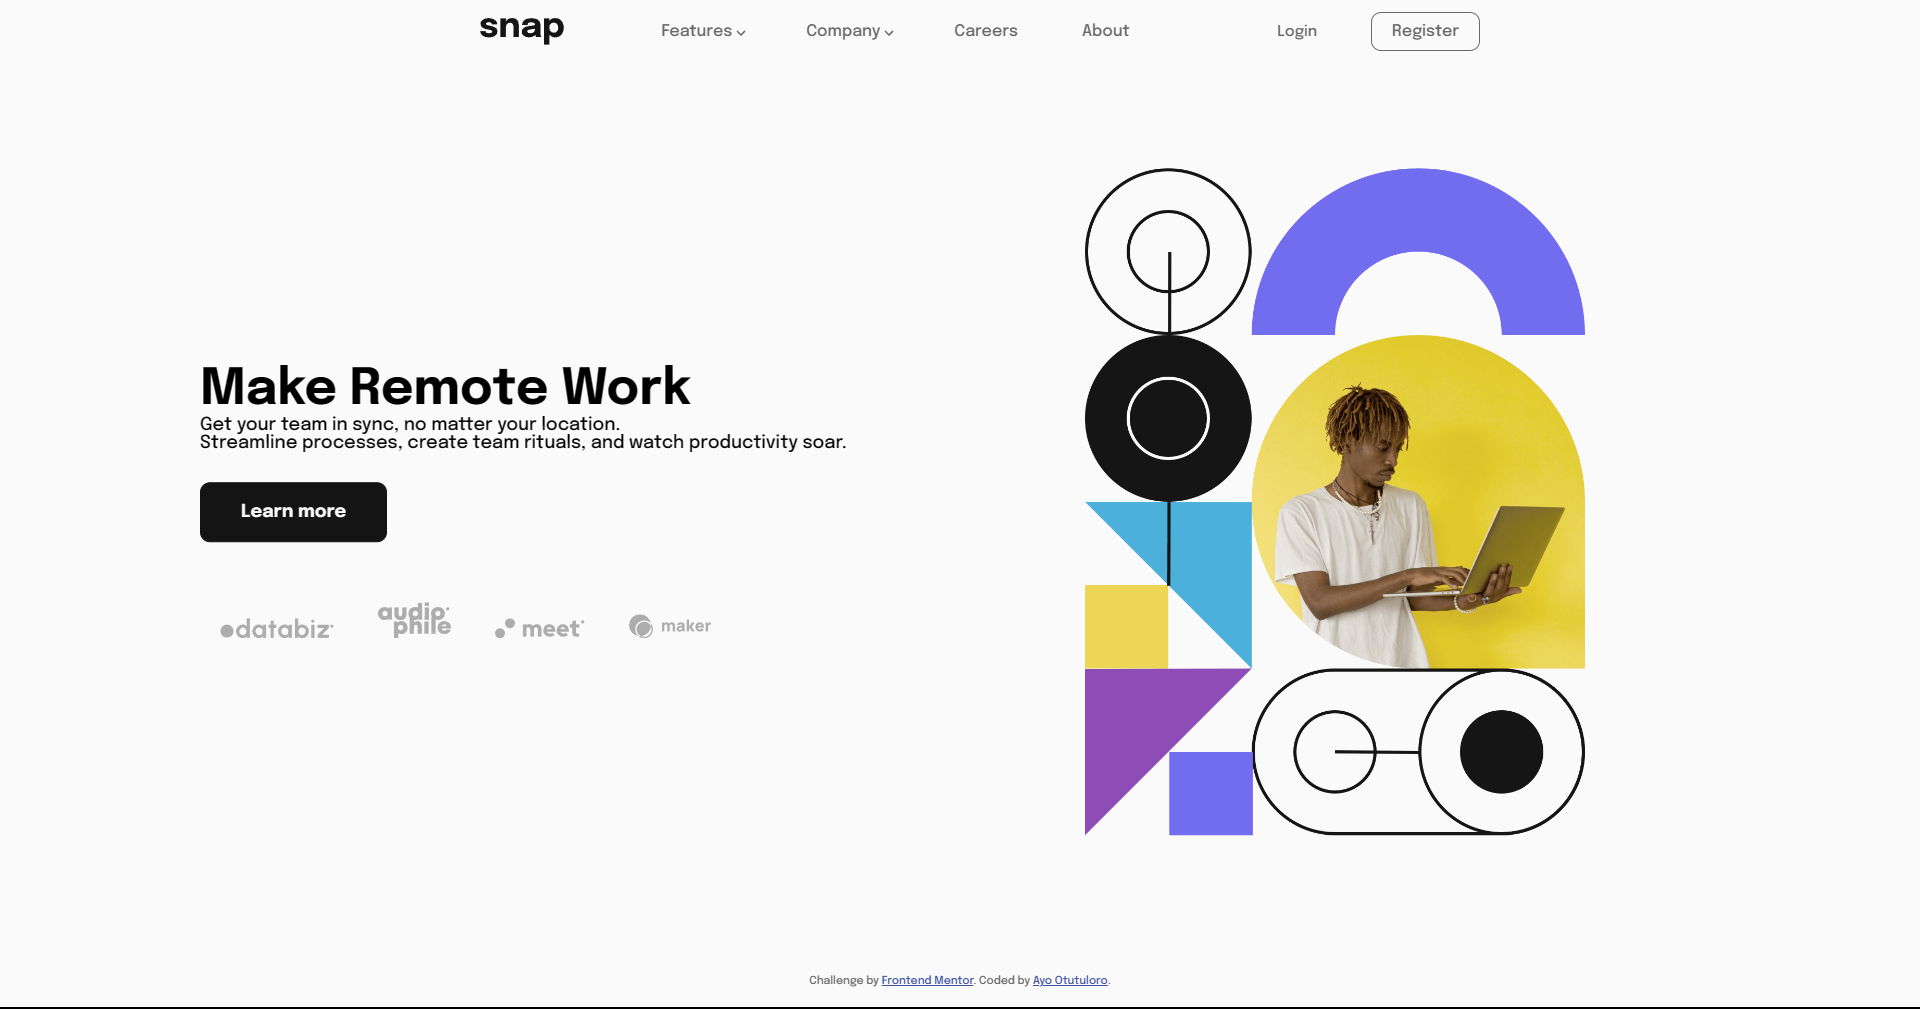 snap Features Company Careers About Login Register
Make Remote Work
Get your team in sync, no matter your location.
Streamline processes, create team rituals, and watch productivity soar.
Learn more
databiz audiophile meet maker
Challenge by Frontend Mentor. Coded by Ayo Otutuloro.